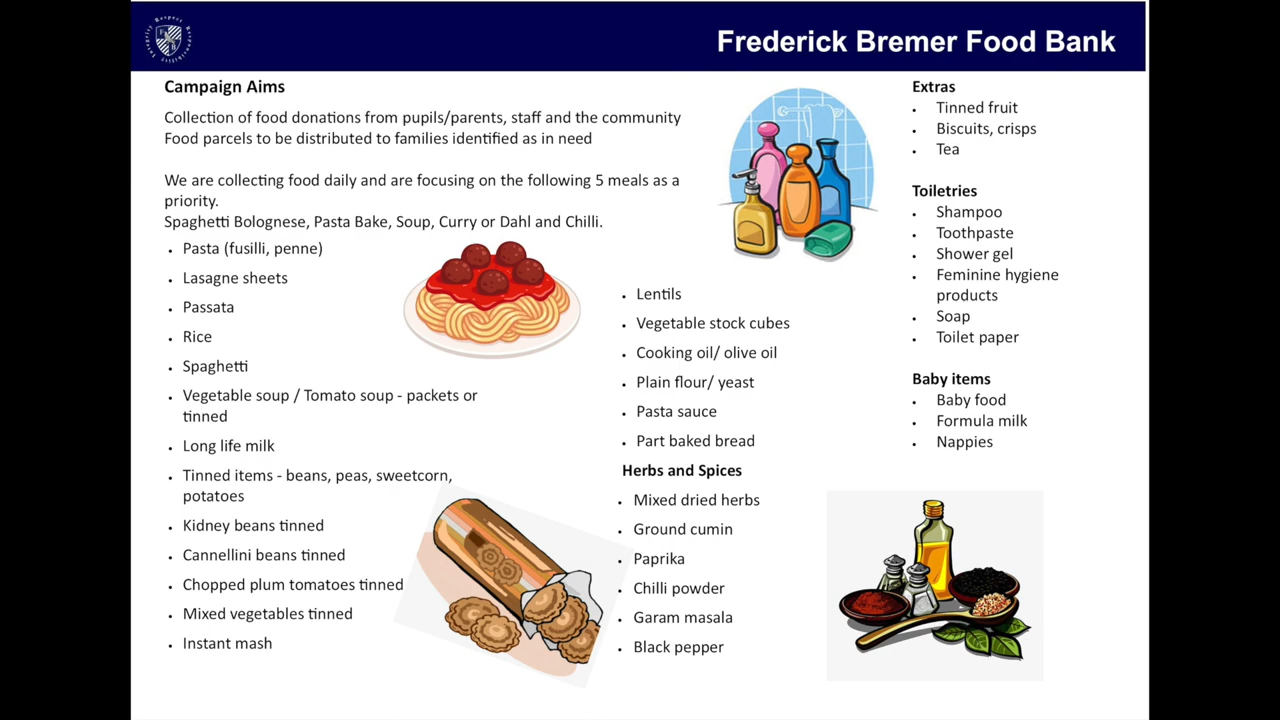 Respect
Integrity
Responsibility
Frederick Bremer Food Bank
Campaign Aims
Collection of food donations from pupils/parents, staff and the community
Food parcels to be distributed to families identified as in need
We are collecting food daily and are focusing on the following 5 meals as a
priority.
Spaghetti Bolognese, Pasta Bake, Soup, Curry or Dahl and Chilli.
• Pasta (fusilli, penne)
• Lasagne sheets
• Passata
• Rice
• Spaghetti
• Vegetable soup / Tomato soup - packets or
tinned
• Long life milk
• Tinned items - beans, peas, sweetcorn,
potatoes
• Kidney beans tinned
• Cannellini beans tinned
• Chopped plum tomatoes tinned
• Mixed vegetables tinned
• Instant mash
• Lentils
• Vegetable stock cubes
• Cooking oil/ olive oil
• Plain flour/ yeast
• Pasta sauce
• Part baked bread
Herbs and Spices
• Mixed dried herbs
• Ground cumin
• Paprika
• Chilli powder
• Garam masala
• Black pepper
Extras
• Tinned fruit
• Biscuits, crisps
• Tea
Toiletries
• Shampoo
• Toothpaste
• Shower gel
• Feminine hygiene
products
• Soap
• Toilet paper
Baby items
• Baby food
• Formula milk
• Nappies